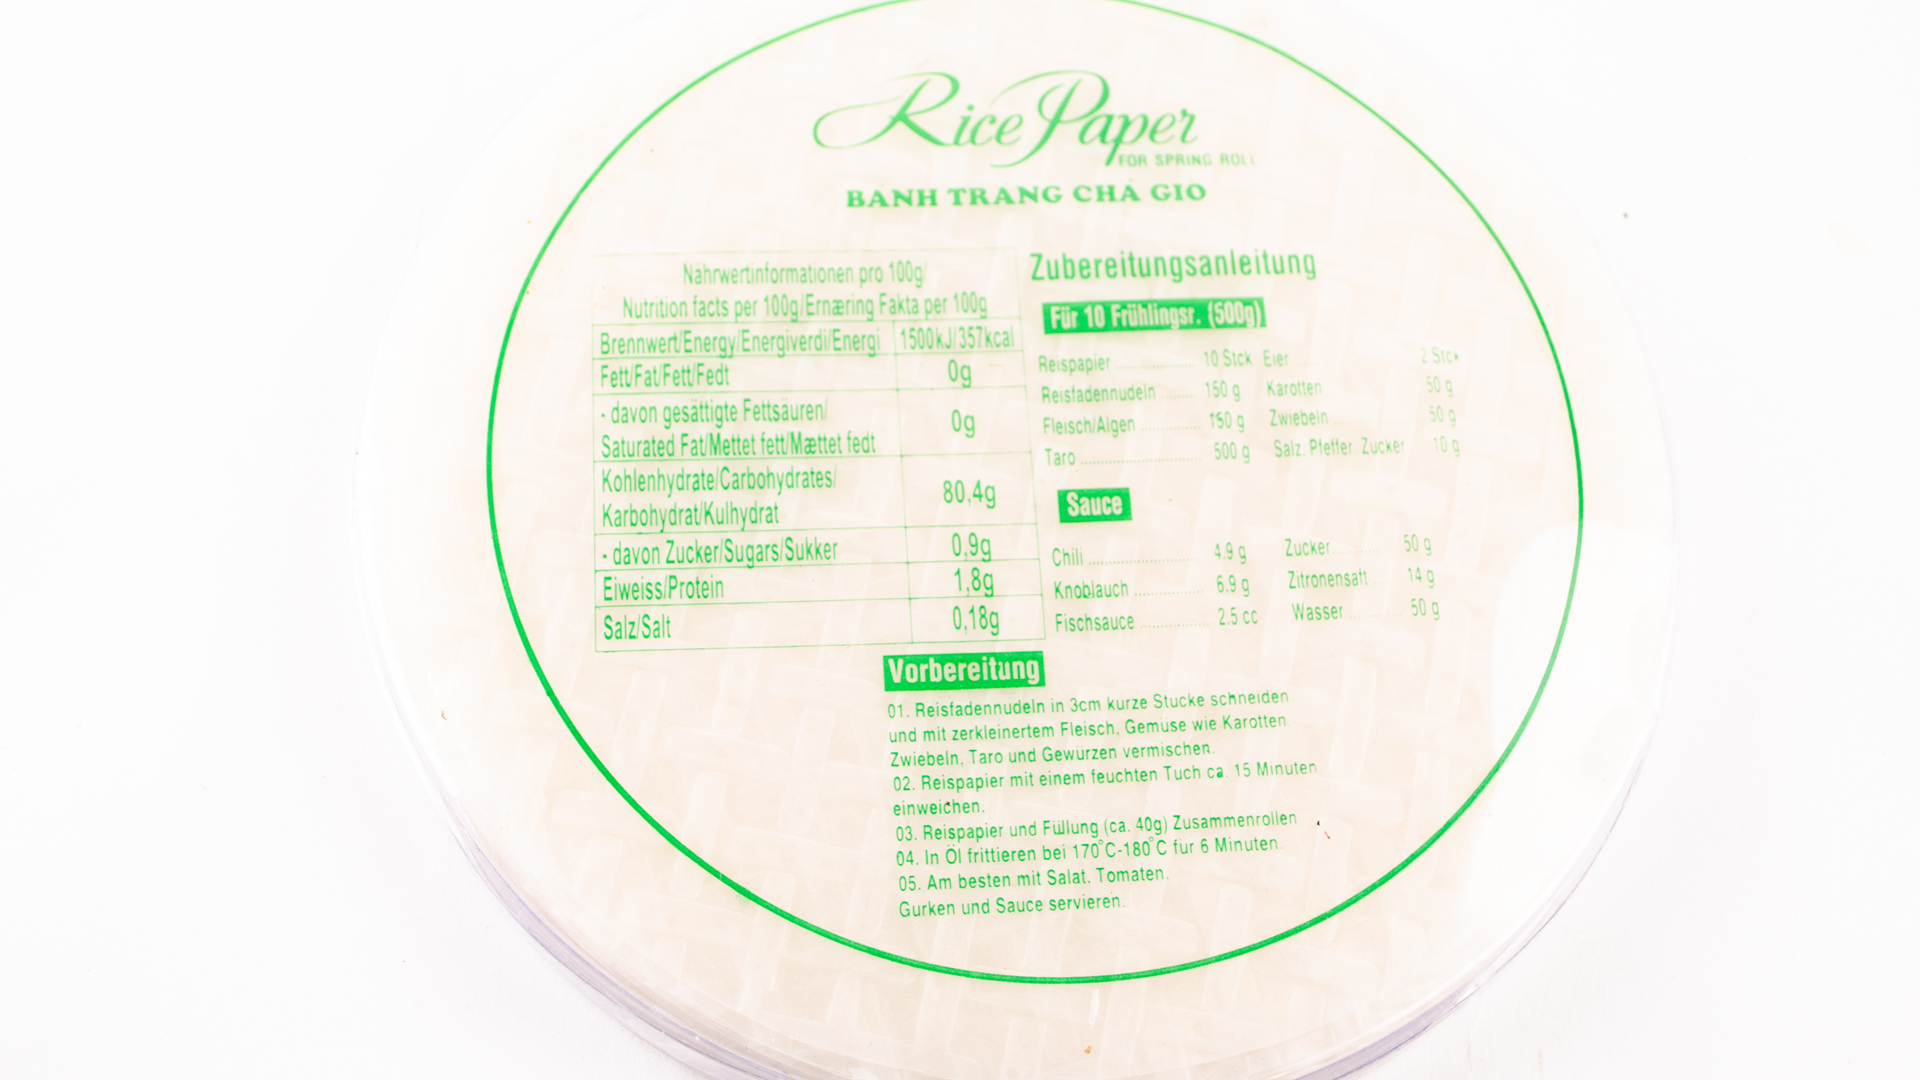 Rice Paper
FOR SPRING ROLL
BANH TRANG CHA GIO
Nährwertinformationen pro 100g/
Nutrition facts per 100g/Ernæring Fakta per 100g
Brennwert/Energy/Energiverdi/Energi 1500kJ/357kcal
Fett/Fat/Fett/Fedt 0g
- davon gesättigte Fettsäuren/
Saturated Fat/Mettet fett/Mættet fedt 0g
Kohlenhydrate/Carbohydrates/
Karbohydrat/Kulhydrat 80,4g
- davon Zucker/Sugars/Sukker 0,9g
Eiweiss/Protein 1,8g
Salz/Salt 0,18g
Zubereitungsanleitung
Für 10 Frühlingsr. (500g)
Reispapier 10 Stck Eier 2 Stck
Reisfadennudeln 150 g Karotten 50 g
Fleisch/Algen 150 g Zwiebeln 50 g
Taro 500 g Salz. Pfeffer. Zucker 10 g
Sauce
Chili 4.9 g Zucker 50 g
Knoblauch 6.9 g Zitronensaft 14 g
Fischsauce 2.5 cc Wasser 50 g
Vorbereitung
01. Reisfadennudeln in 3cm kurze Stucke schneiden
und mit zerkleinertem Fleisch, Gemuse wie Karotten.
Zwiebeln, Taro und Gewürzen vermischen.
02. Reispapier mit einem feuchten Tuch ca. 15 Minuten
einweichen.
03. Reispapier und Füllung (ca. 40g) Zusammenrollen
04. In Öl frittieren bei 170°C-180°C für 6 Minuten.
05. Am besten mit Salat, Tomaten,
Gurken und Sauce servieren.